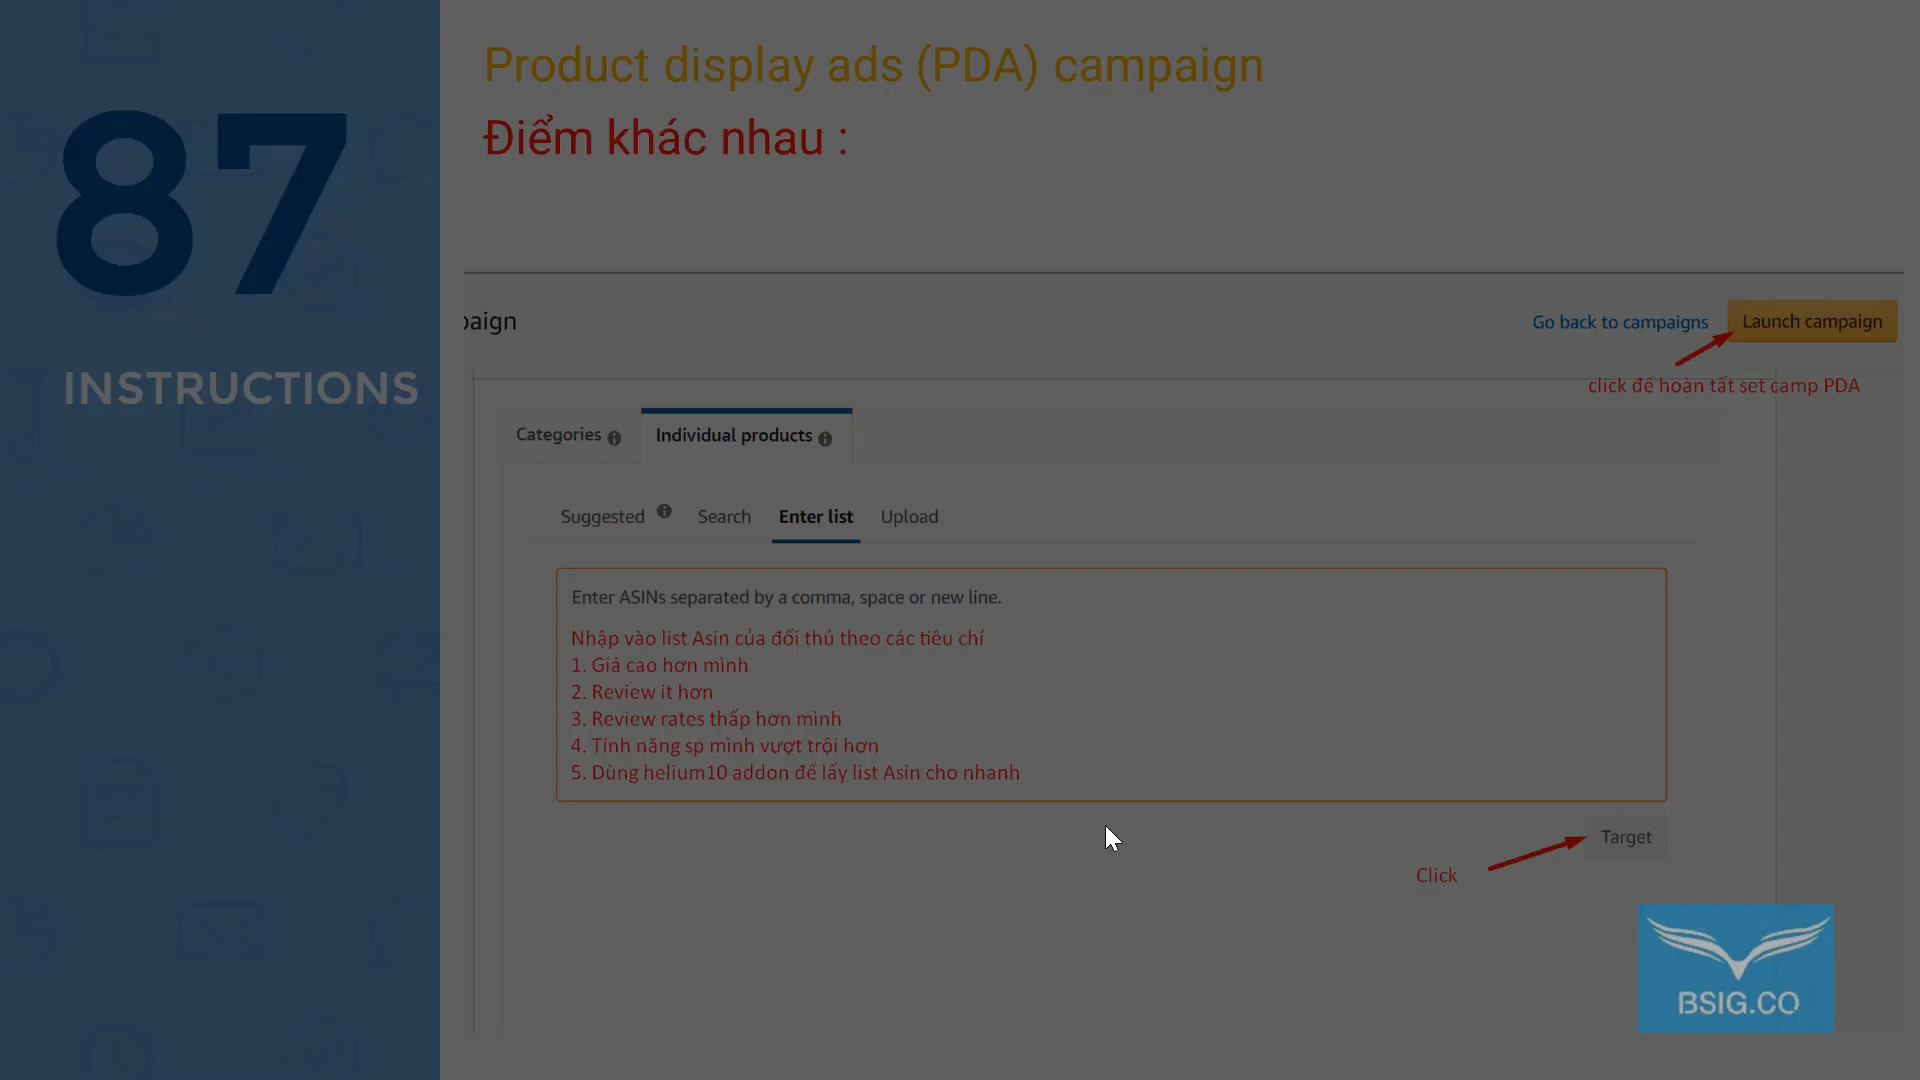 87
INSTRUCTIONS
Product display ads (PDA) campaign
Điểm khác nhau :
paign
Go back to campaigns
Launch campaign
click để hoàn tất set camp PDA
Categories
Individual products
Suggested
Search
Enter list
Upload
Enter ASINs separated by a comma, space or new line.
Nhập vào list Asin của đối thủ theo các tiêu chí
1. Giá cao hơn mình
2. Review ít hơn
3. Review rates thấp hơn mình
4. Tính năng sp mình vượt trội hơn
5. Dùng helium10 addon để lấy list Asin cho nhanh
Target
Click
BSIG.CO